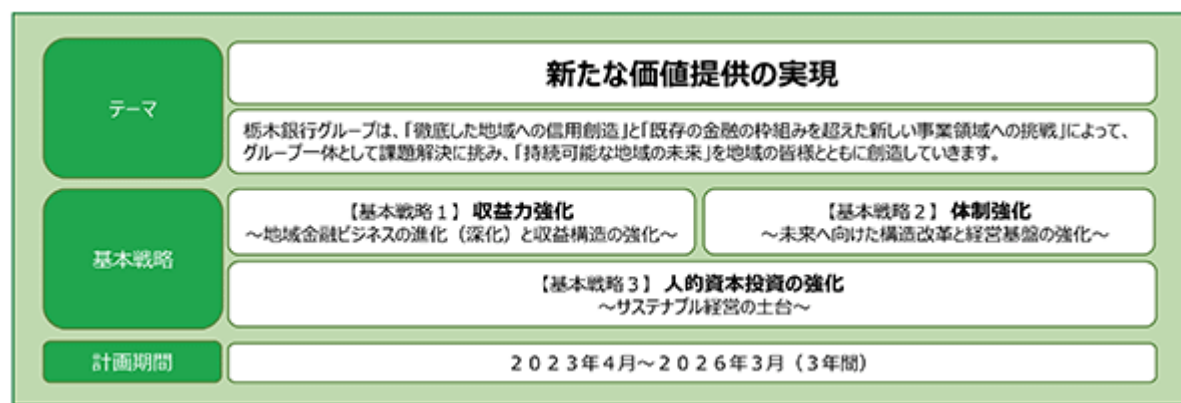 テーマ
新たな価値提供の実現
栃木銀行グループは、「徹底した地域への信用創造」と「既存の金融の枠組みを超えた新しい事業領域への挑戦」によって、
グループ一体として課題解決に挑み、「持続可能な地域の未来」を地域の皆様とともに創造していきます。
基本戦略
【基本戦略1】収益力強化
～地域金融ビジネスの進化（深化）と収益構造の強化～
【基本戦略2】体制強化
～未来へ向けた構造改革と経営基盤の強化～
【基本戦略3】人的資本投資の強化
～サステナブル経営の土台～
計画期間
2023年4月～2026年3月（3年間）